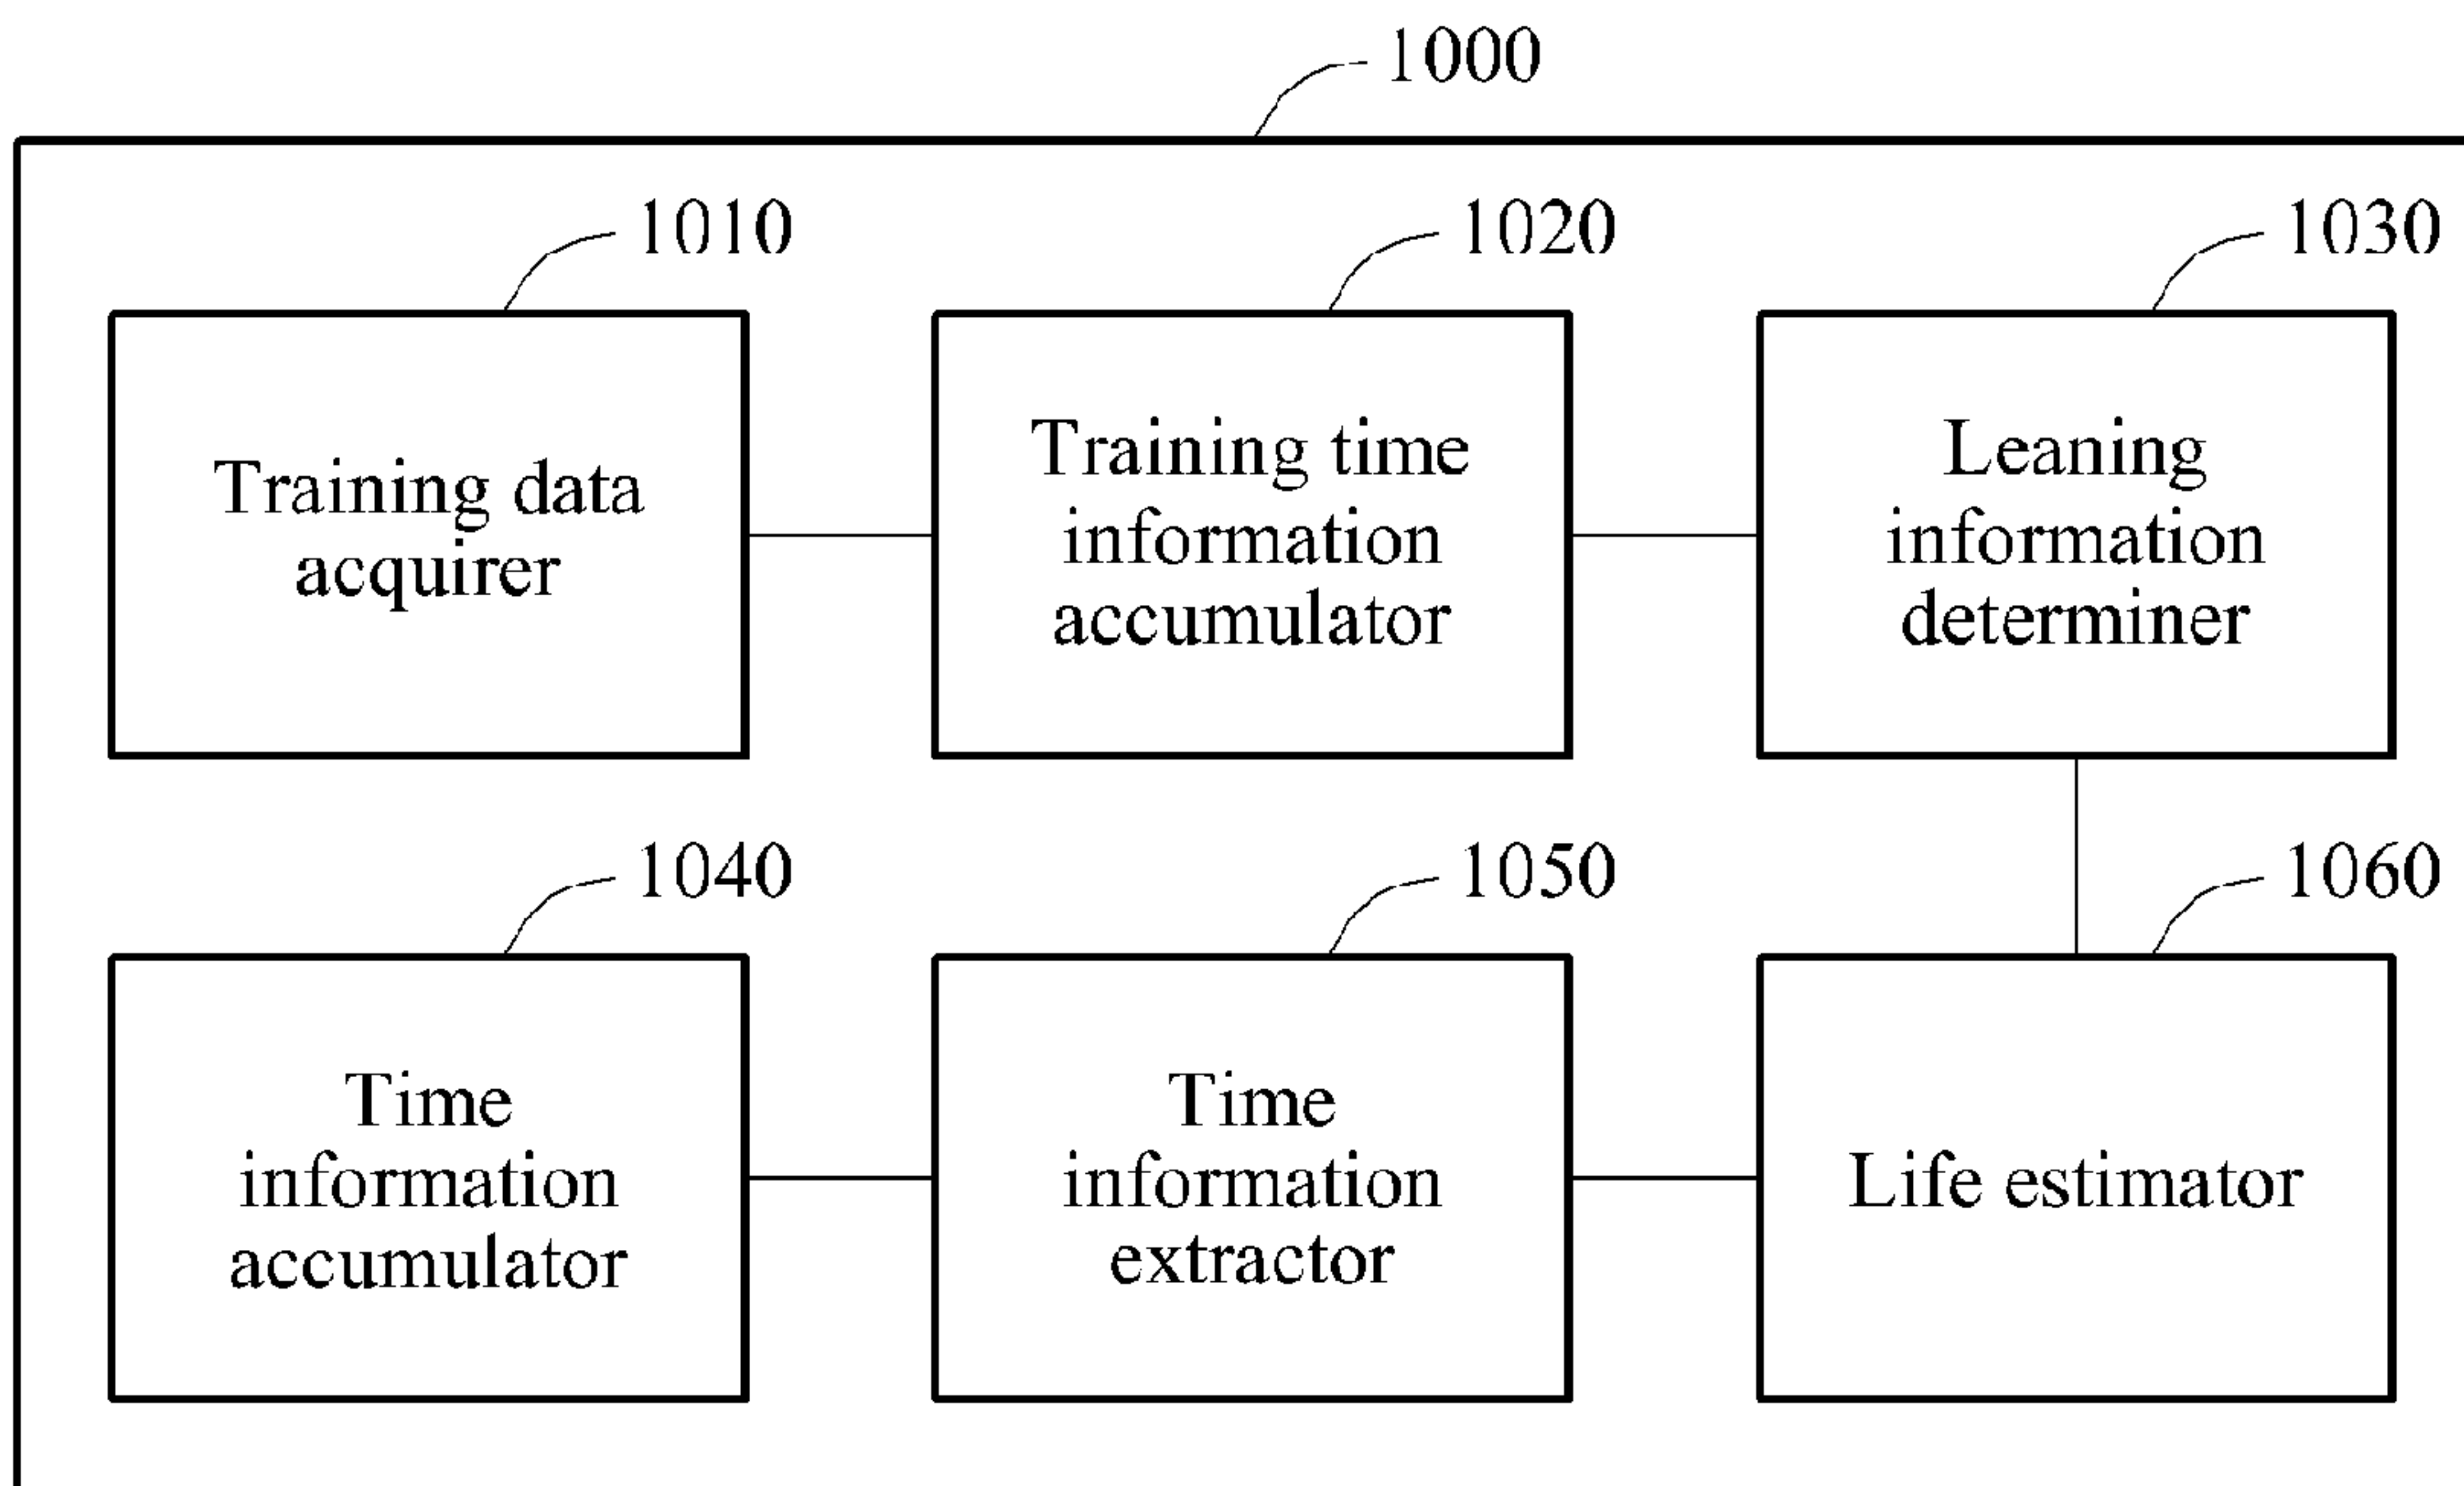 1000
1010
1020
1030
Training data
acquirer
Training time
information
accumulator
Leaning
information
determiner
1040
1050
1060
Time
information
accumulator
Time
information
extractor
Life estimator